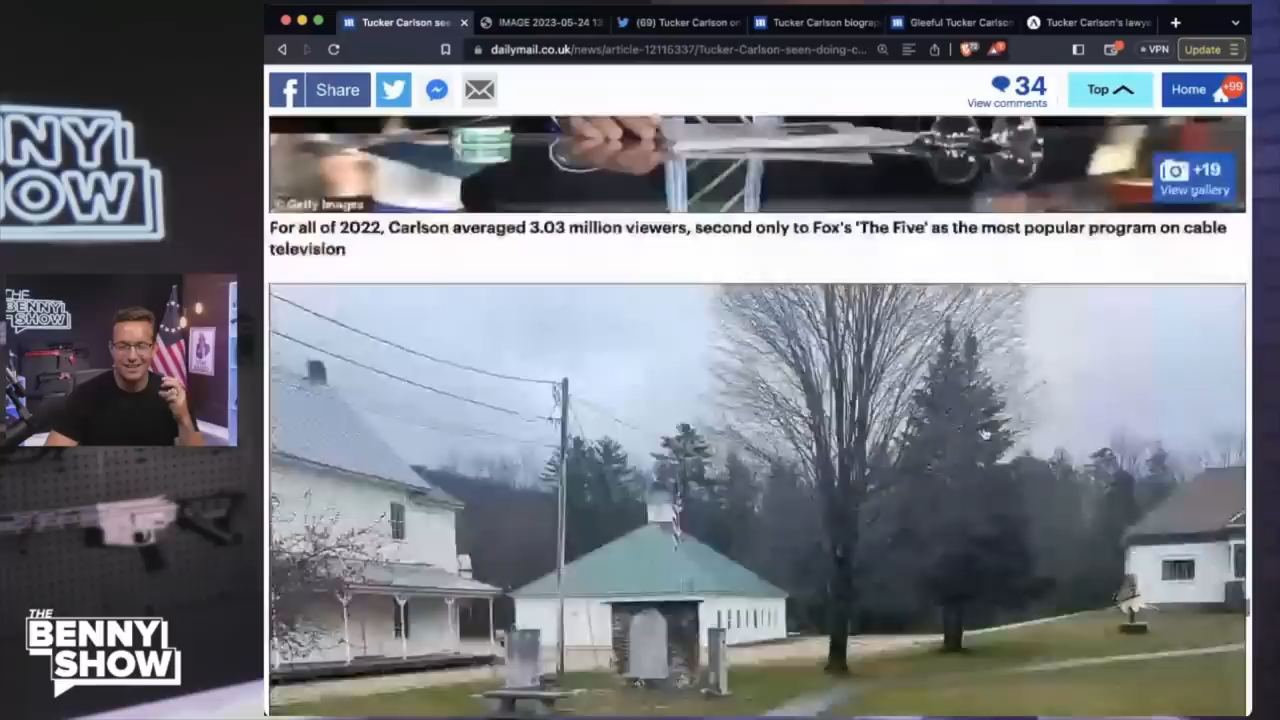 Tucker Carlson see
IMAGE 2023-05-24 13
(69) Tucker Carlson on
Tucker Carlson biograp
Gleeful Tucker Carlson
Tucker Carlson's lawye
dailymail.co.uk/news/article-12116337/Tucker-Carlson-seen-doing-c...
VPN
Update
NNY
OW
Share
34
View comments
Top
Home
+99
+19
View gallery
© Getty Images
For all of 2022, Carlson averaged 3.03 million viewers, second only to Fox's 'The Five' as the most popular program on cable
television
THE
BENNY
SHOW
THE
BENNY
SHOW